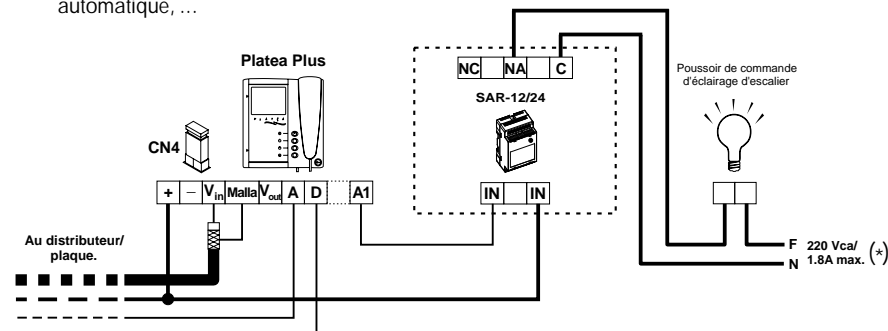 automatique, ...
Platea Plus
CN4
+ − Vin Malla Vout A D A1
Au distributeur/
plaque.
NC NA C
SAR-12/24
IN IN
Poussoir de commande
d'éclairage d'escalier
F
N
220 Vca/
1.8A max.
(*)